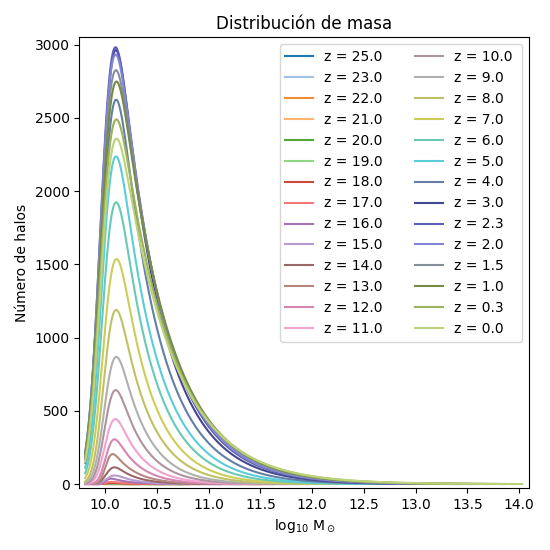 Distribución de masa
Número de halos
3000
2500
2000
1500
1000
500
0
z = 25.0
z = 23.0
z = 22.0
z = 21.0
z = 20.0
z = 19.0
z = 18.0
z = 17.0
z = 16.0
z = 15.0
z = 14.0
z = 13.0
z = 12.0
z = 11.0
z = 10.0
z = 9.0
z = 8.0
z = 7.0
z = 6.0
z = 5.0
z = 4.0
z = 3.0
z = 2.3
z = 2.0
z = 1.5
z = 1.0
z = 0.3
z = 0.0
10.0 10.5 11.0 11.5 12.0 12.5 13.0 13.5 14.0
log₁₀ M⊙